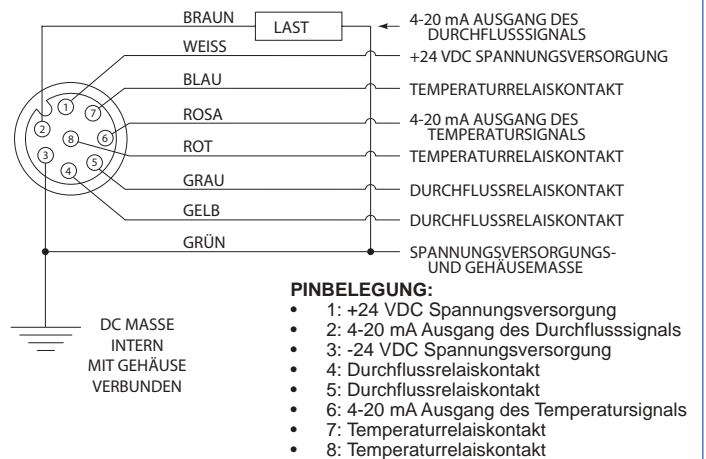 BRAUN
LAST
4-20 mA AUSGANG DES
DURCHFLUSSSIGNALS
WEISS
+24 VDC SPANNUNGSVERSORGUNG
BLAU
TEMPERATURRELAISKONTAKT
ROSA
4-20 mA AUSGANG DES
TEMPERATURSIGNALS
ROT
TEMPERATURRELAISKONTAKT
GRAU
DURCHFLUSSRELAISKONTAKT
GELB
DURCHFLUSSRELAISKONTAKT
GRÜN
SPANNUNGSVERSORGUNGS-
UND GEHÄUSEMASSE
1
7
2
8
6
3
5
4
DC MASSE
INTERN
MIT GEHÄUSE
VERBUNDEN
PINBELEGUNG:
• 1: +24 VDC Spannungsversorgung
• 2: 4-20 mA Ausgang des Durchflusssignals
• 3: -24 VDC Spannungsversorgung
• 4: Durchflussrelaiskontakt
• 5: Durchflussrelaiskontakt
• 6: 4-20 mA Ausgang des Temperatursignals
• 7: Temperaturrelaiskontakt
• 8: Temperaturrelaiskontakt